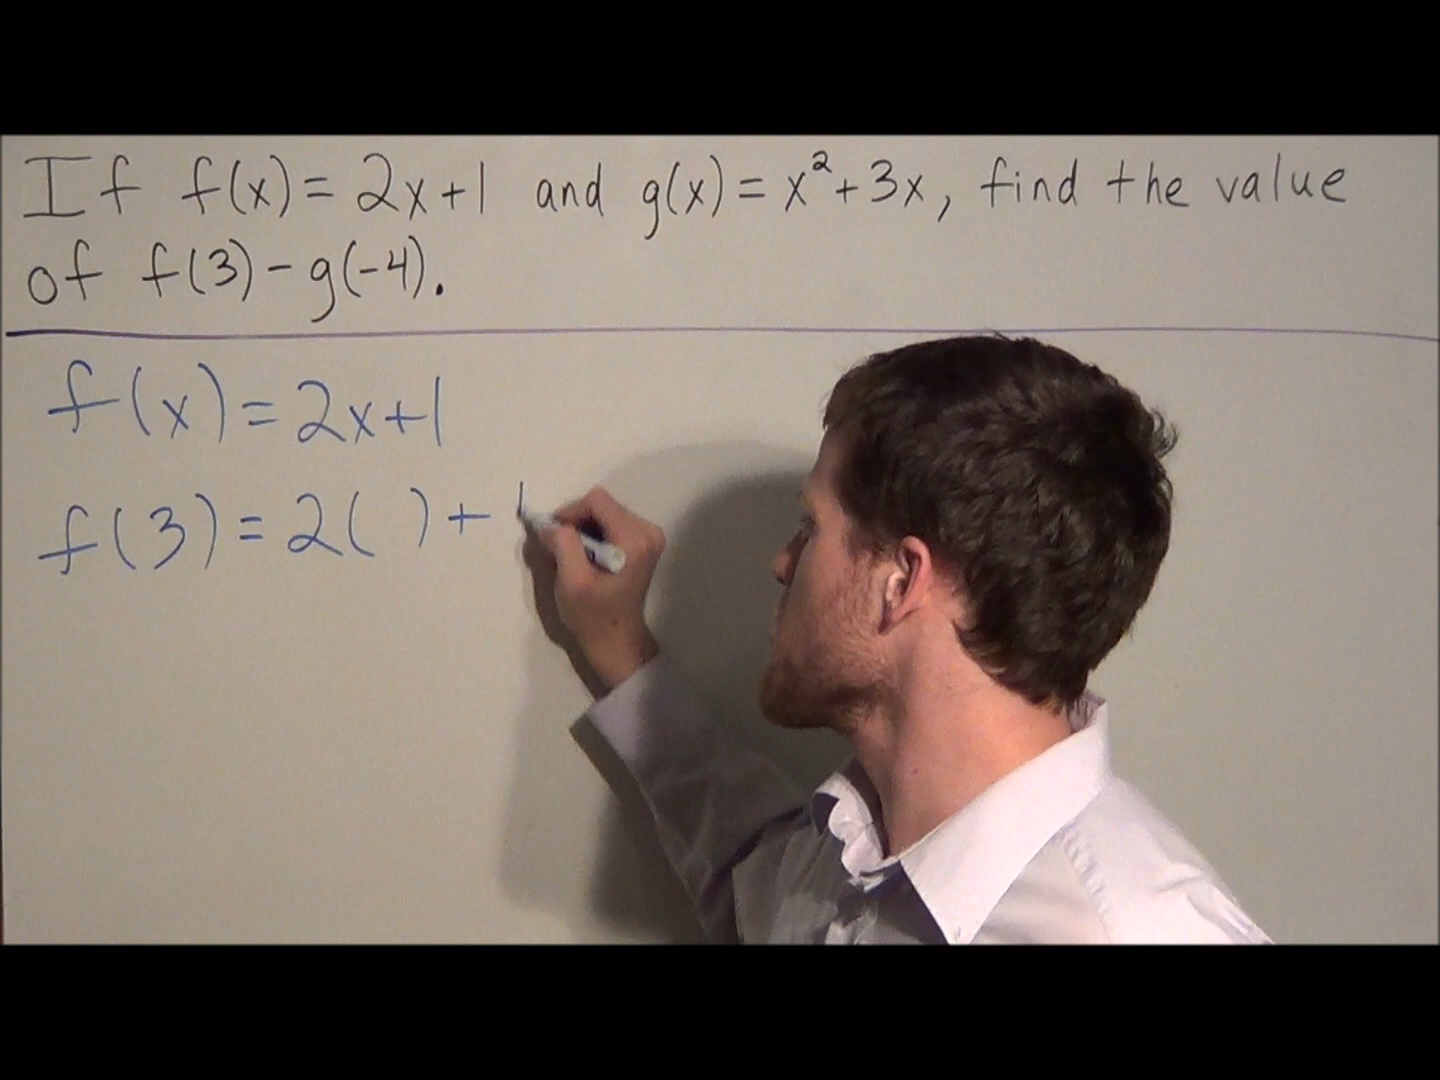 If f(x) = 2x+1 and g(x) = x²+3x, find the value
of f(3) - g(-4).
f(x) = 2x+1
f(3) = 2( ) + 1